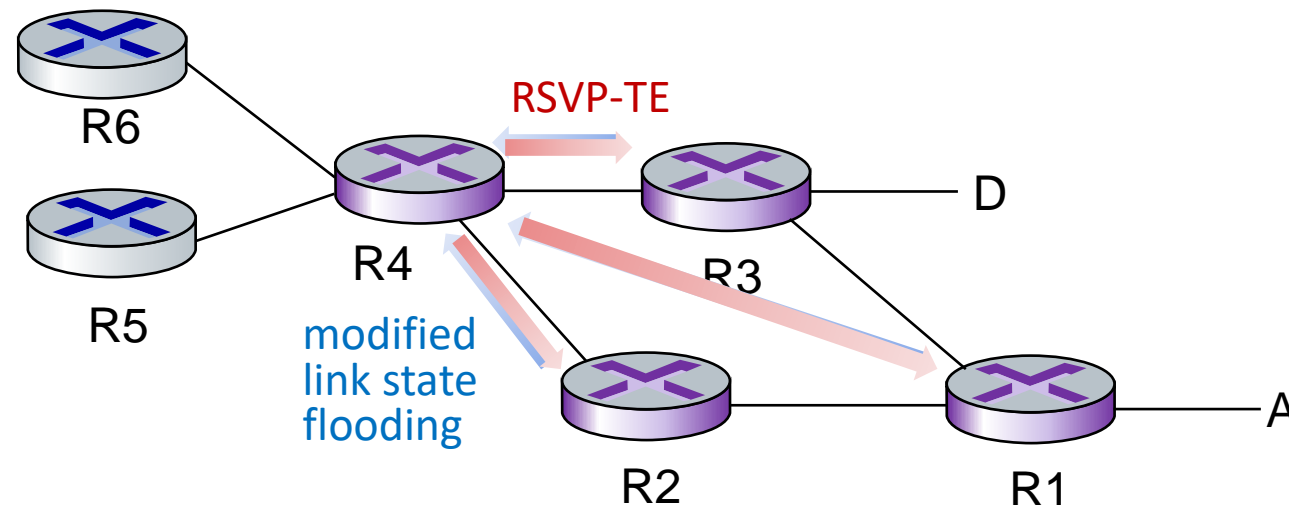 R6
RSVP-TE
D
R4
R3
R5
modified
link state
flooding
A
R2
R1